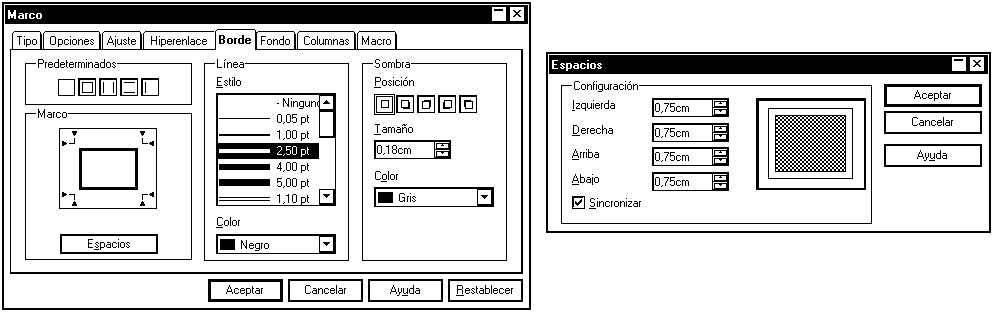 Marco
Tipo Opciones Ajuste Hiperenlace Borde Fondo Columnas Macro
Predeterminados
Marco
Espacios
Línea
Estilo
- Ninguno
0,05 pt
1,00 pt
2,50 pt
4,00 pt
5,00 pt
1,10 pt
Color
Negro
Sombra
Posición
Tamaño
0,18cm
Color
Gris
Aceptar Cancelar Ayuda Restablecer
Espacios
Configuración
Izquierda 0,75cm
Derecha 0,75cm
Arriba 0,75cm
Abajo 0,75cm
Sincronizar
Aceptar
Cancelar
Ayuda